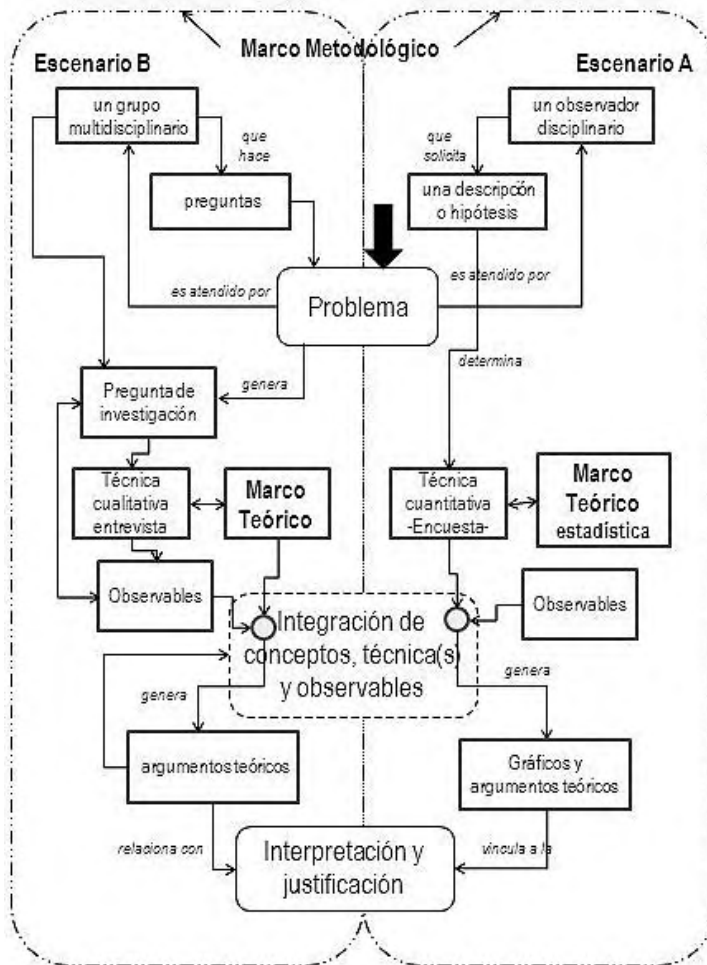 Marco Metodológico
Escenario B
Escenario A
un grupo
multidisciplinario
un observador
disciplinario
que
hace
que
solicita
preguntas
una descripción
o hipótesis
es atendido por
Problema
es atendido por
genera
determina
Pregunta de
investigación
Técnica
cualitativa
entrevista
Marco
Teórico
Técnica
cuantitativa
-Encuesta-
Marco
Teórico
estadística
Observables
Observables
Integración de
conceptos, técnica(s)
y observables
genera
genera
argumentos teóricos
Gráficos y
argumentos teóricos
relaciona con
Interpretación y
justificación
vincula a la